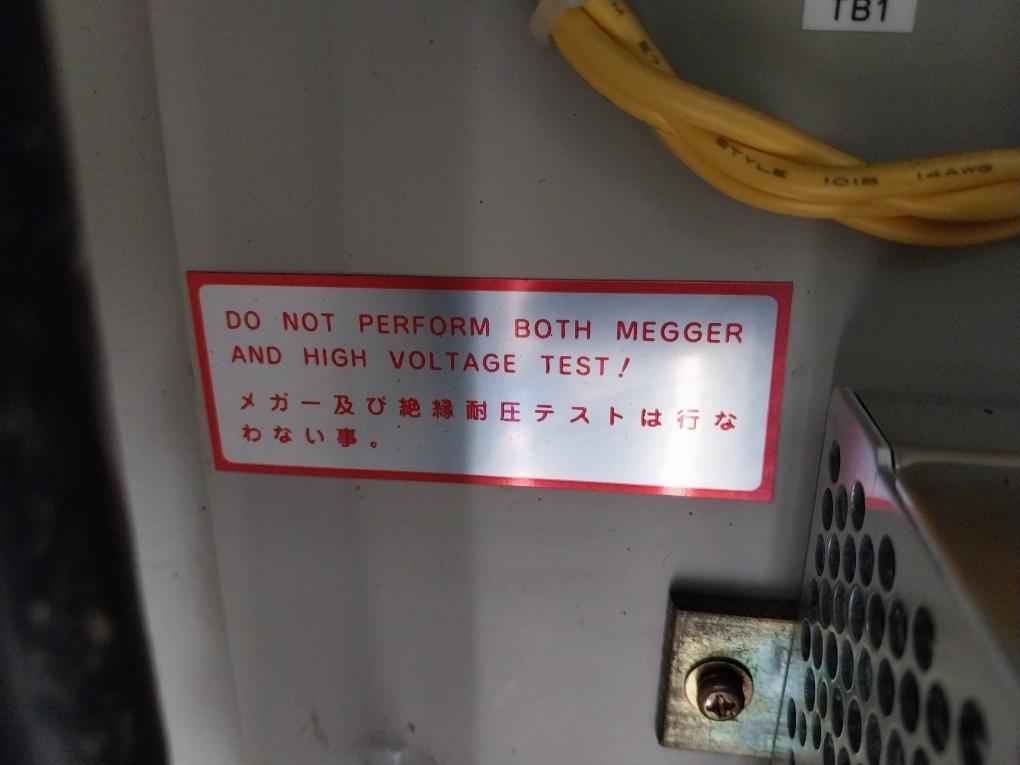 TB1
STYLE 1015 14AWG
DO NOT PERFORM BOTH MEGGER
AND HIGH VOLTAGE TEST!
メガー及び絶縁耐圧テストは行な
わない事。